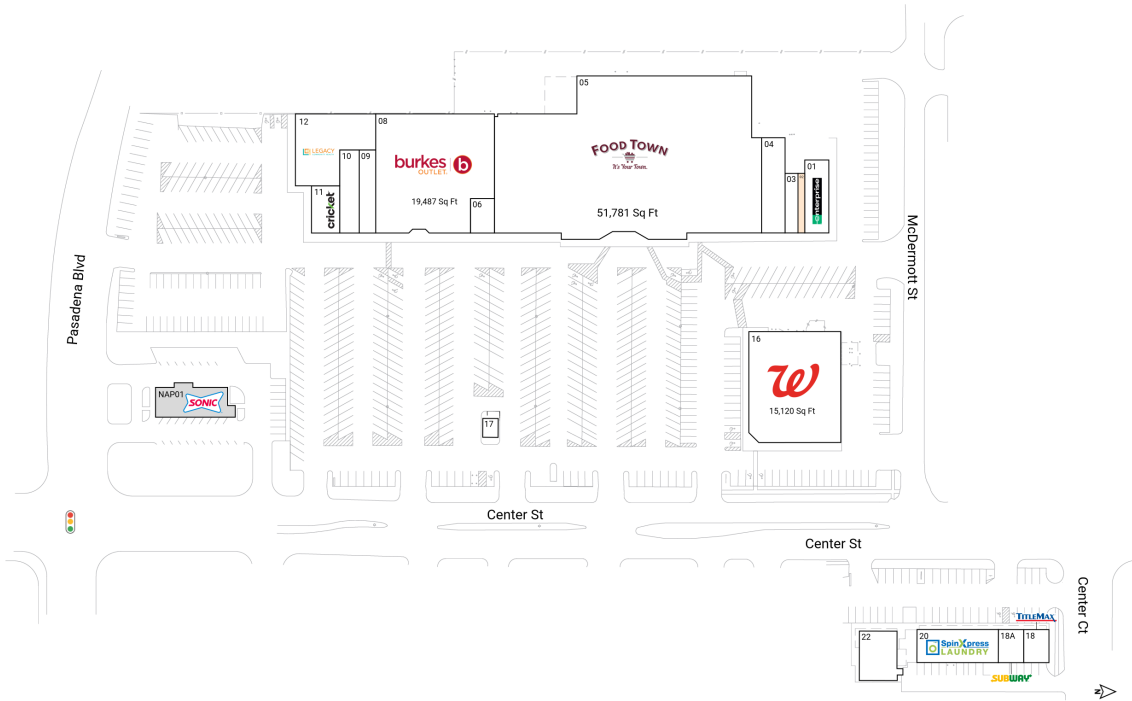 05
12
08
LEGACY
10
09
FOOD TOWN
It's Your Town.
burkes b
OUTLET
04
01
03
11
cricket
enterprise
19,487 Sq Ft
06
51,781 Sq Ft
McDermott St
Pasadena Blvd
16
W
15,120 Sq Ft
NAP01
SONIC
17
Center St
Center St
Center Ct
TITLEMAX
22
20
SpinXpress
LAUNDRY
18A
18
SUBWAY
N